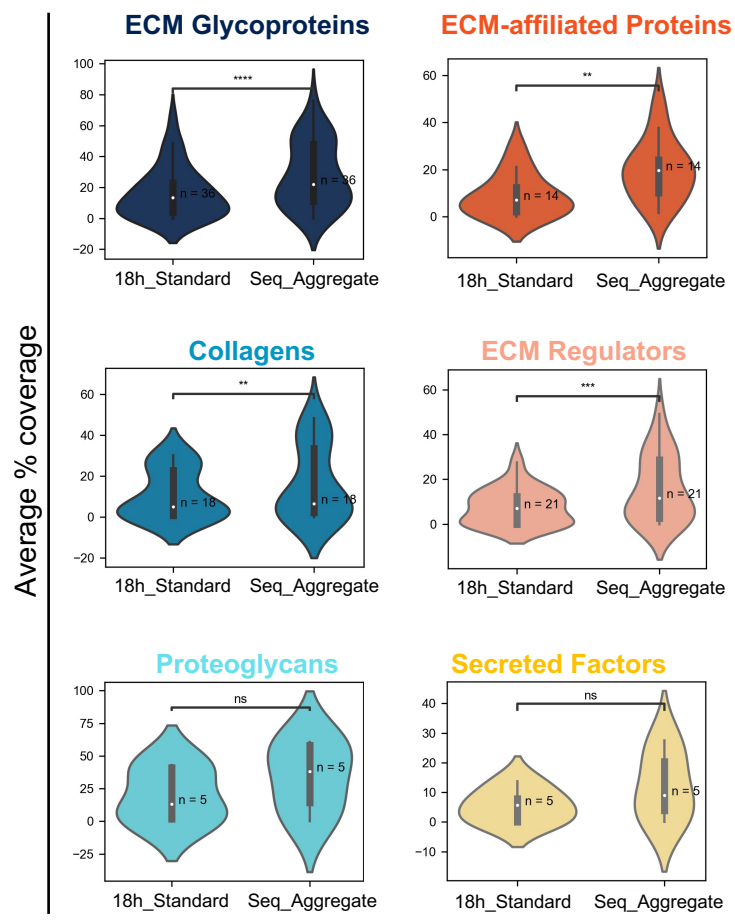 Average % coverage
ECM Glycoproteins
100
80
60
40
20
0
−20
****
n = 36
n = 36
18h_Standard Seq_Aggregate
ECM-affiliated Proteins
60
40
20
0
**
n = 14
n = 14
18h_Standard Seq_Aggregate
Collagens
60
40
20
0
−20
**
n = 18
n = 18
18h_Standard Seq_Aggregate
ECM Regulators
60
40
20
0
***
n = 21
n = 21
18h_Standard Seq_Aggregate
Proteoglycans
100
75
50
25
0
−25
ns
n = 5
n = 5
18h_Standard Seq_Aggregate
Secreted Factors
40
30
20
10
0
−10
ns
n = 5
n = 5
18h_Standard Seq_Aggregate